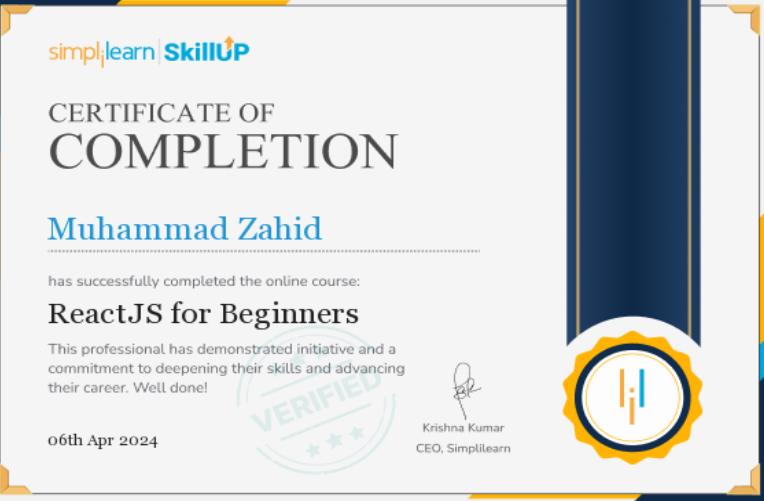 simplilearn | SkillUP
CERTIFICATE OF
COMPLETION
Muhammad Zahid
has successfully completed the online course:
ReactJS for Beginners
This professional has demonstrated initiative and a
commitment to deepening their skills and advancing
their career. Well done!
VERIFIED
06th Apr 2024
Krishna Kumar
CEO, Simplilearn